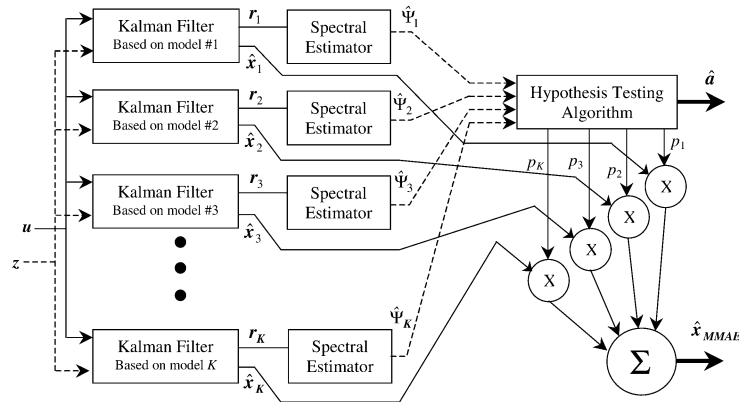 Kalman Filter
Based on model #1
r1
x̂1
Spectral
Estimator
Ψ̂1
Kalman Filter
Based on model #2
r2
x̂2
Spectral
Estimator
Ψ̂2
Kalman Filter
Based on model #3
r3
x̂3
Spectral
Estimator
Ψ̂3
u
z
Kalman Filter
Based on model K
rK
x̂K
Spectral
Estimator
Ψ̂K
Hypothesis Testing
Algorithm
â
pK
p3
p2
p1
X
X
X
X
Σ
x̂MMAE